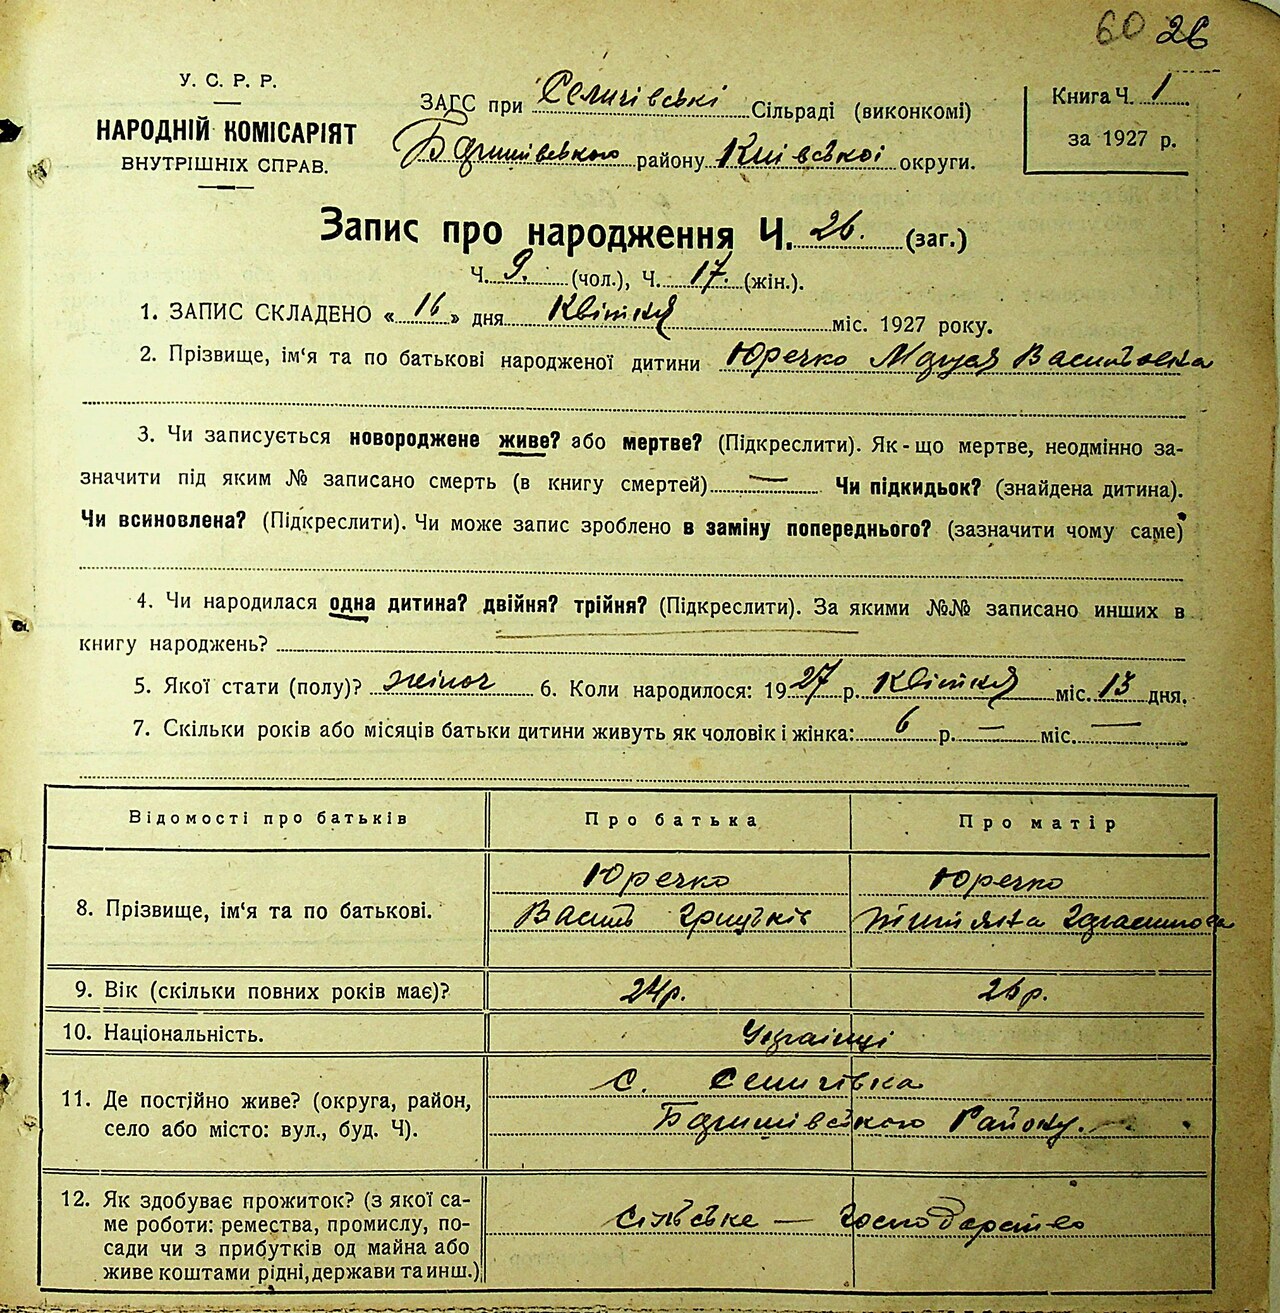 60 26
У. С. Р. Р.
НАРОДНІЙ КОМІСАРІЯТ
ВНУТРІШНІХ СПРАВ.
ЗАГС при Селичівські Сільраді (виконкомі)
Баришівського району Київської округи.
Книга Ч. 1
за 1927 р.
Запис про народження Ч. 26. (заг.)
Ч. 9. (чол.), Ч. 17. (жін.).
1. ЗАПИС СКЛАДЕНО « 16 » дня Квітня міс. 1927 року.
2. Прізвище, ім‘я та по батькові народженої дитини Юречко Марія Василівна
3. Чи записується новороджене живе? або мертве? (Підкреслити). Як-що мертве, неодмінно за-
значити під яким № записано смерть (в книгу смертей) — Чи підкидьок? (знайдена дитина).
Чи всиновлена? (Підкреслити). Чи може запис зроблено в заміну попереднього? (зазначити чому саме)
4. Чи народилася одна дитина? двійня? трійня? (Підкреслити). За якими №№ записано инших в
книгу народжень?
5. Якої стати (полу)? жіноч 6. Коли народилося: 1927 р. Квітня міс. 13 дня.
7. Скільки років або місяців батьки дитини живуть як чоловік і жінка: 6 р. — міс. —
Відомості про батьків Про батька Про матір
8. Прізвище, ім‘я та по батькові. Юречко Юречко
Василь Грицьків
9. Вік (скільки повних років має)? 24р. 26р.
10. Національність. Українці
11. Де постійно живе? (округа, район,
село або місто: вул., буд. Ч).
с. Селичівка
Баришівського Району.
12. Як здобуває прожиток? (з якої са-
ме роботи: ремества, промислу, по-
сади чи з прибутків од майна або
живе коштами рідні, держави та инш.)
сільське — господарство